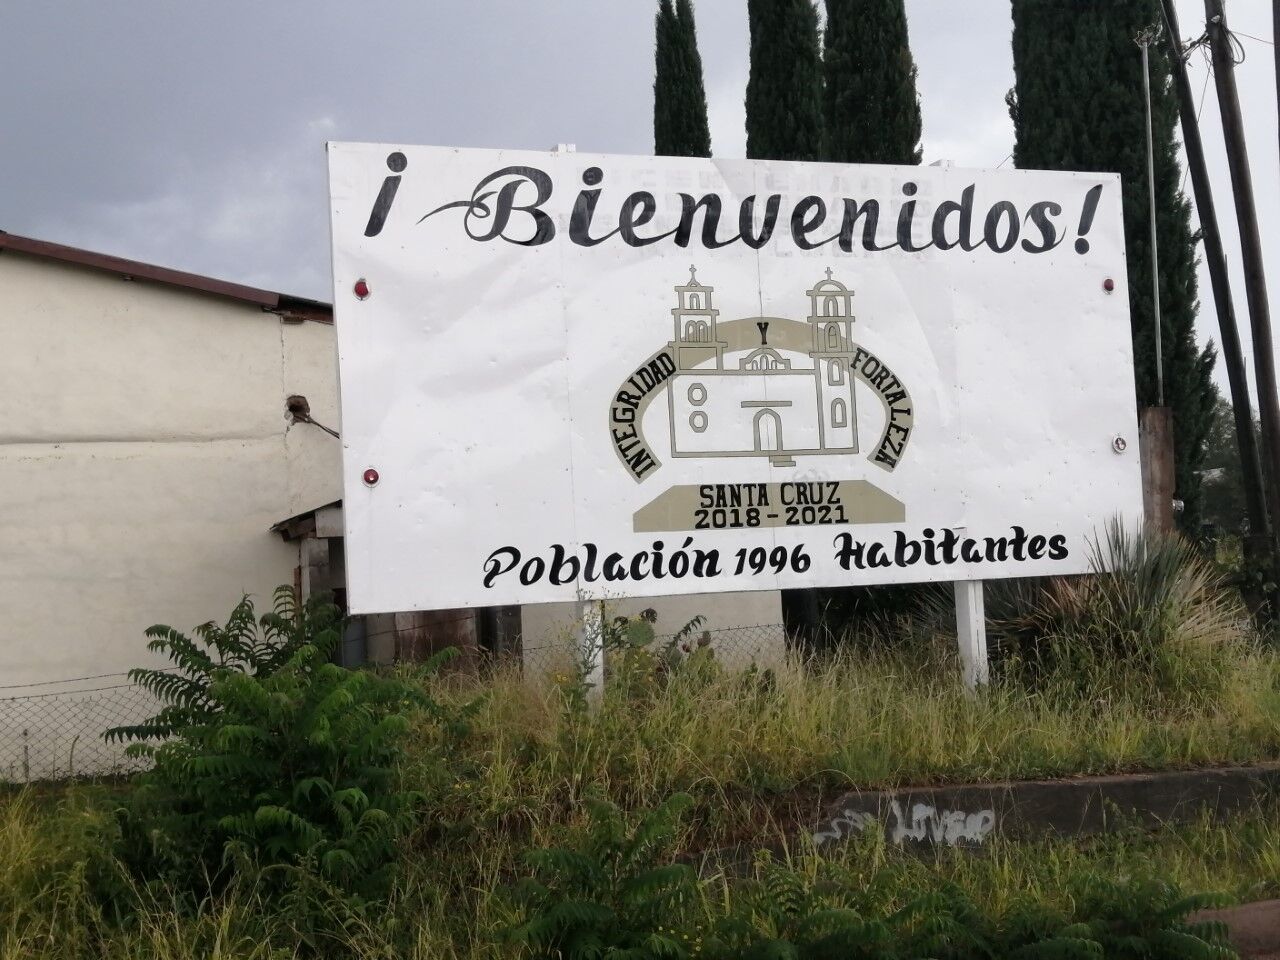 ¡Bienvenidos!
INTEGRIDAD Y FORTALEZA
SANTA CRUZ
2018-2021
Población 1996 Habitantes